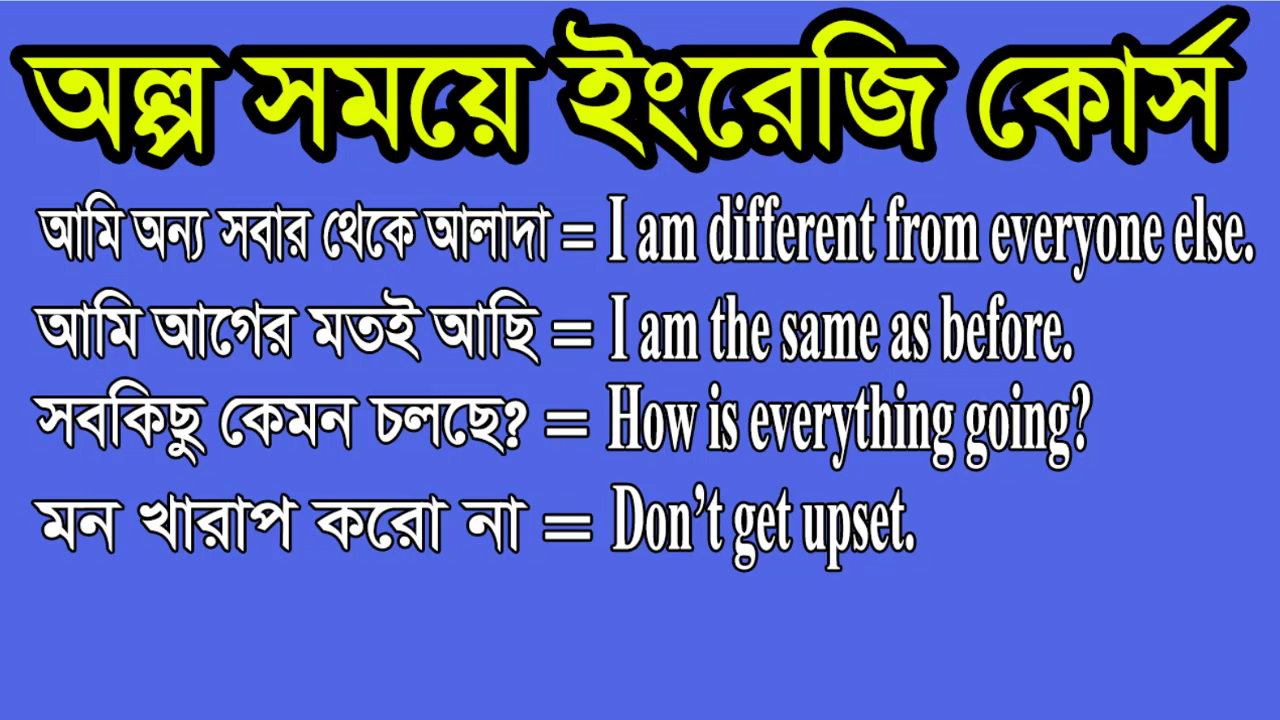 অল্প সময়ে ইংরেজি কোর্স
আমি অন্য সবার থেকে আলাদা = I am different from everyone else.
আমি আগের মতই আছি = I am the same as before.
সবকিছু কেমন চলছে? = How is everything going?
মন খারাপ করো না = Don’t get upset.